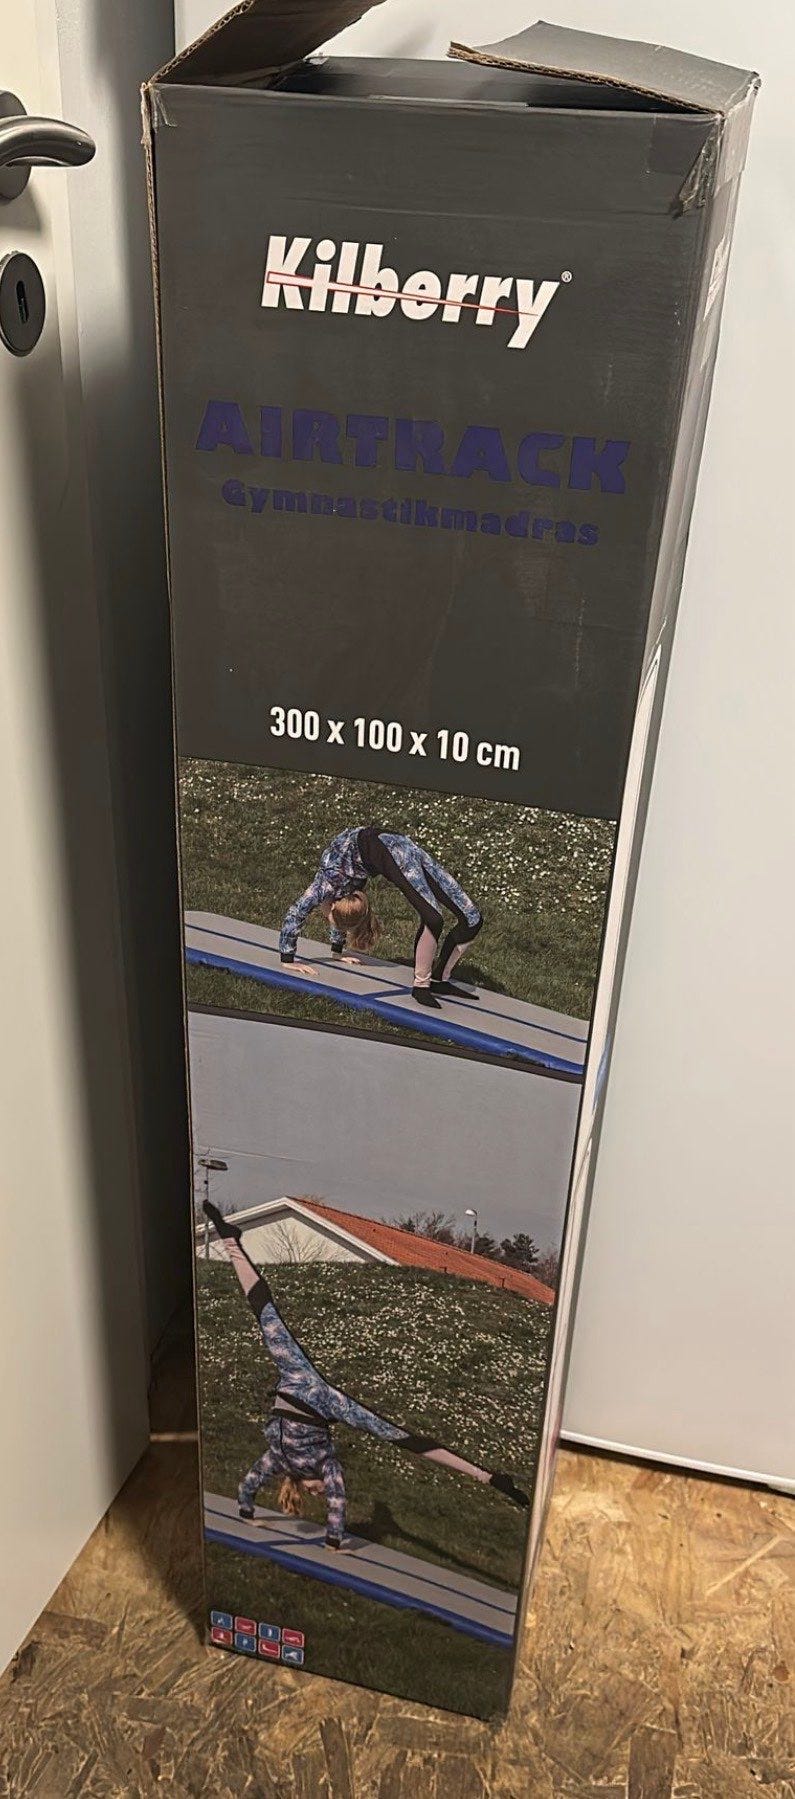 Kilberry®
AIRTRACK
Gymnastikmadras
300 x 100 x 10 cm